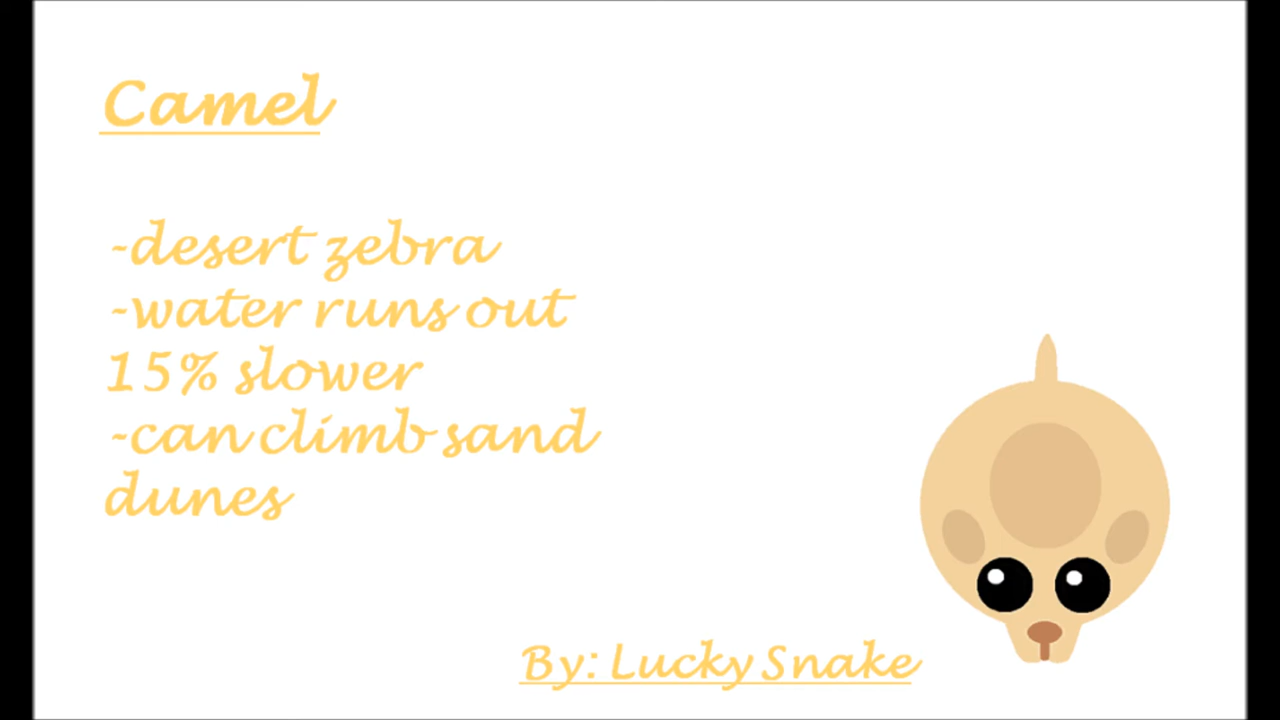 Camel
-desert zebra
-water runs out
15% slower
-can climb sand
dunes
By: Lucky Snake